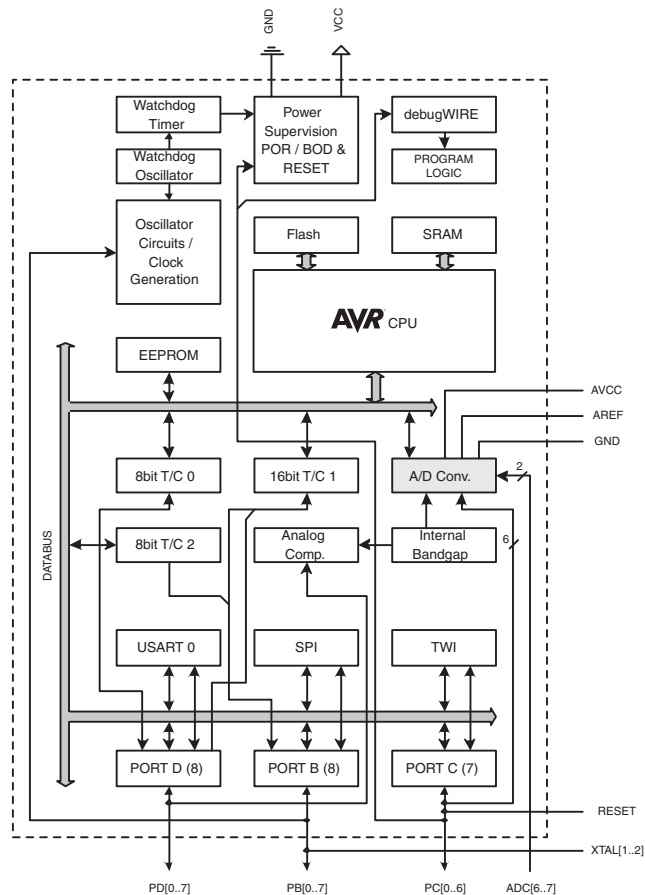 GND
VCC
Watchdog
Timer
Power
Supervision
POR / BOD &
RESET
debugWIRE
Watchdog
Oscillator
PROGRAM
LOGIC
Oscillator
Circuits /
Clock
Generation
Flash
SRAM
AVR CPU
EEPROM
AVCC
AREF
GND
8bit T/C 0
16bit T/C 1
A/D Conv.
2
DATABUS
8bit T/C 2
Analog
Comp.
Internal
Bandgap
6
USART 0
SPI
TWI
PORT D (8)
PORT B (8)
PORT C (7)
RESET
XTAL[1..2]
PD[0..7]
PB[0..7]
PC[0..6]
ADC[6..7]